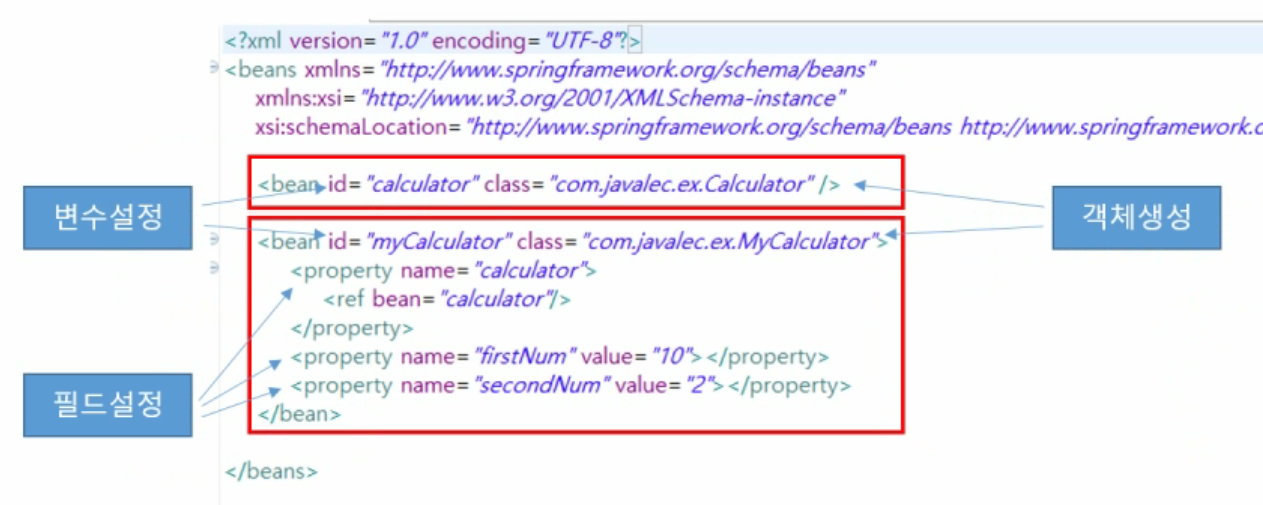 <?xml version="1.0" encoding="UTF-8"?>
<beans xmlns="http://www.springframework.org/schema/beans"
xmlns:xsi="http://www.w3.org/2001/XMLSchema-instance"
xsi:schemaLocation="http://www.springframework.org/schema/beans http://www.springframework.
<bean id="calculator" class="com.javalec.ex.Calculator" />
변수설정
객체생성
<bean id="myCalculator" class="com.javalec.ex.MyCalculator">
<property name="calculator">
<ref bean="calculator"/>
</property>
<property name="firstNum" value="10"></property>
<property name="secondNum" value="2"></property>
필드설정
</bean>
</beans>